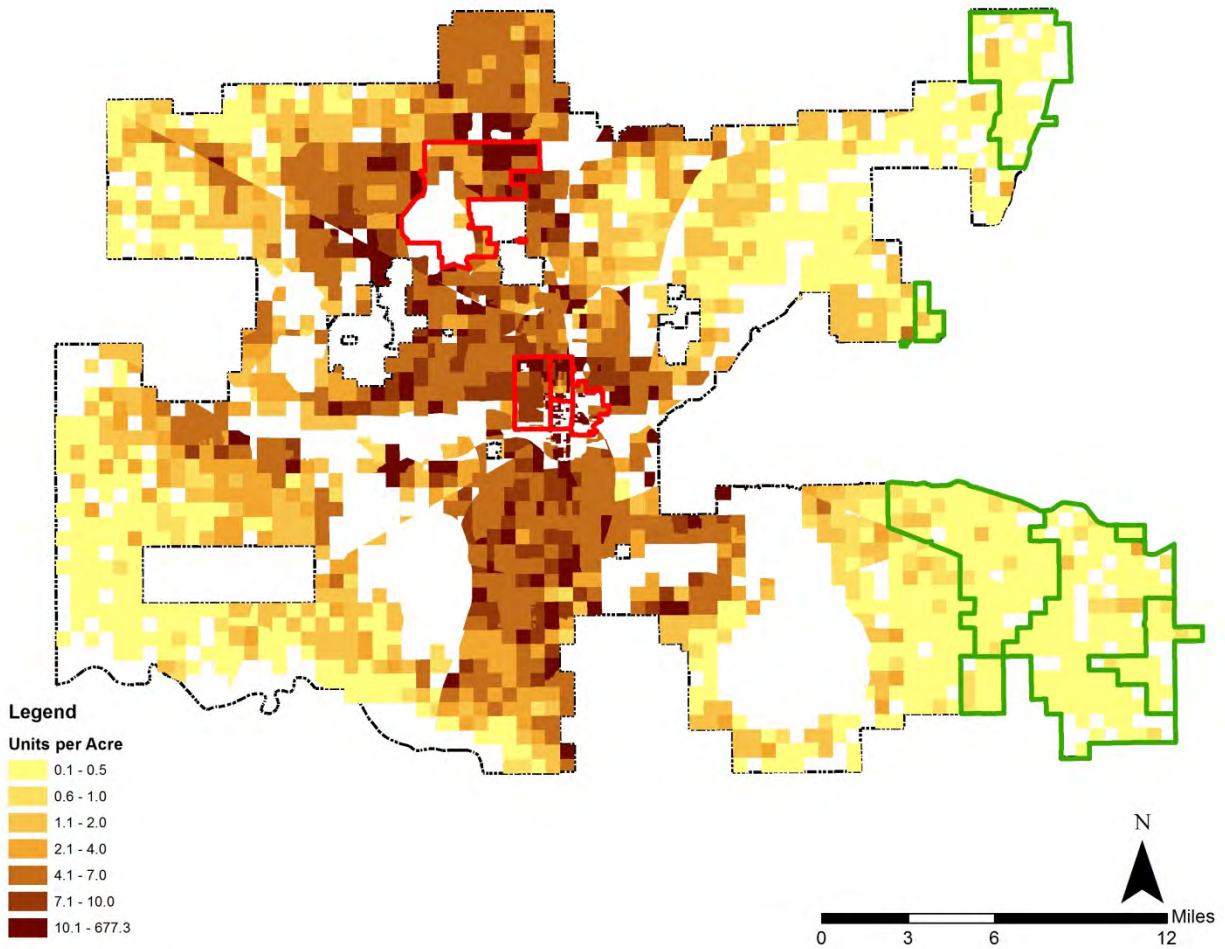 Legend
Units per Acre
0.1 - 0.5
0.6 - 1.0
1.1 - 2.0
2.1 - 4.0
4.1 - 7.0
7.1 - 10.0
10.1 - 677.3
N
Miles
0 3 6 12